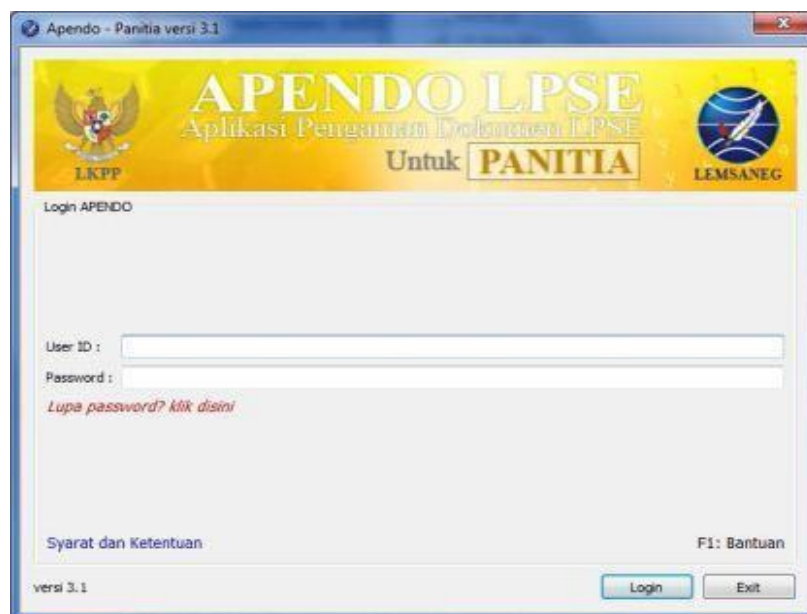 Apendo - Panitia versi 3.1
APENDO LPSE
Aplikasi Pengaman Dokumen LPSE
Untuk PANITIA
LKPP
LEMSANEG
Login APENDO
User ID :
Password :
Lupa password? klik disini
Syarat dan Ketentuan
F1: Bantuan
versi 3.1
Login
Exit